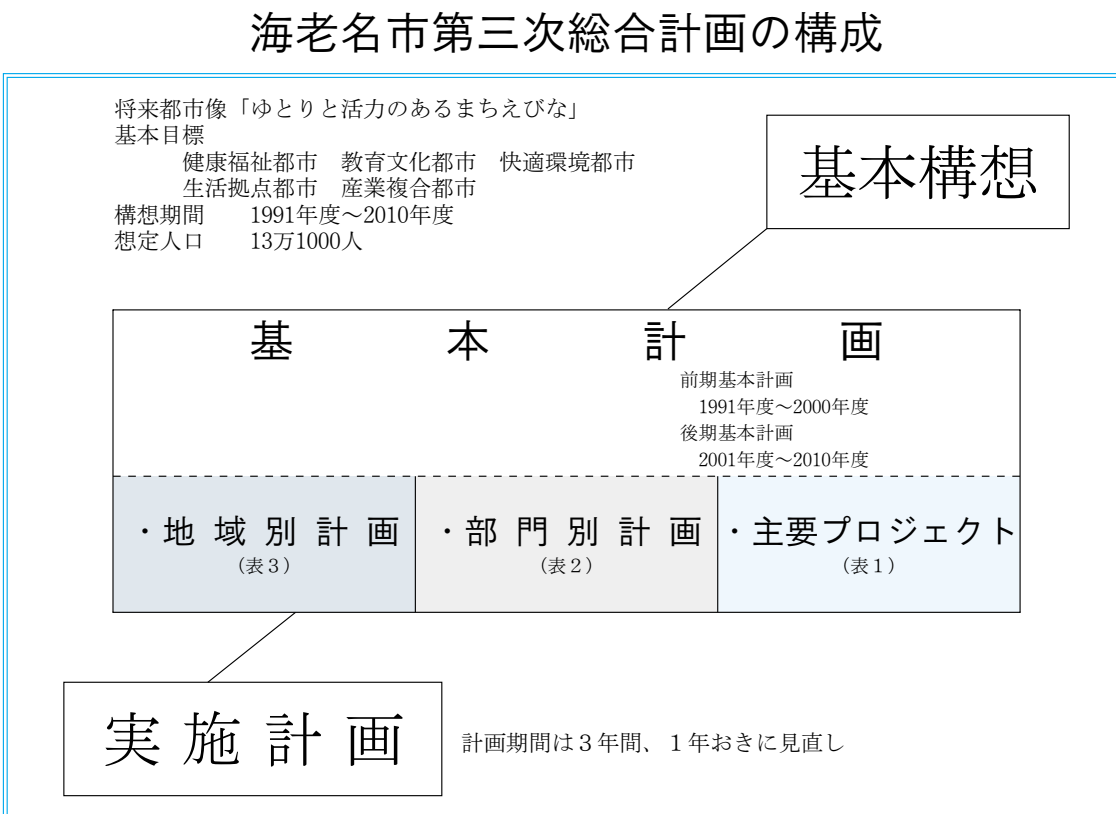 海老名市第三次総合計画の構成
将来都市像「ゆとりと活力のあるまちえびな」
基本目標
健康福祉都市　教育文化都市　快適環境都市
生活拠点都市　産業複合都市
構想期間　　1991年度～2010年度
想定人口　　13万1000人
基本構想
基本計画
前期基本計画
1991年度～2000年度
後期基本計画
2001年度～2010年度
・地域別計画
（表３）
・部門別計画
（表２）
・主要プロジェクト
（表１）
実施計画
計画期間は３年間、１年おきに見直し